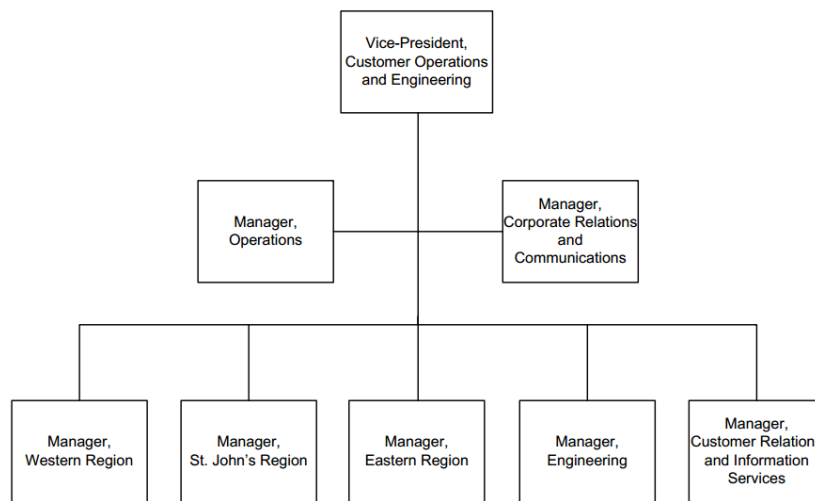 Vice-President,
Customer Operations
and Engineering
Manager,
Operations
Manager,
Corporate Relations
and
Communications
Manager,
Western Region
Manager,
St. John's Region
Manager,
Eastern Region
Manager,
Engineering
Manager,
Customer Relation
and Information
Services